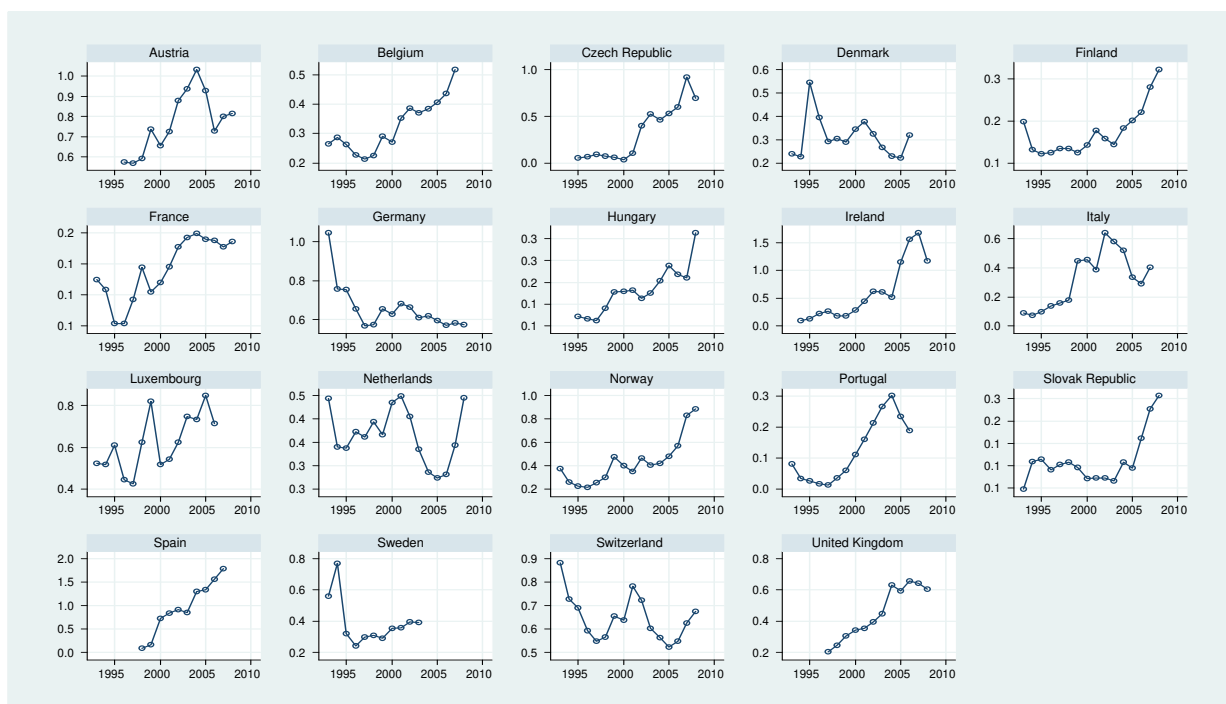 Austria
1.0
0.9
0.8
0.7
0.6
1995 2000 2005 2010
Belgium
0.5
0.4
0.3
0.2
1995 2000 2005 2010
Czech Republic
1.0
0.5
0.0
1995 2000 2005 2010
Denmark
0.6
0.5
0.4
0.3
0.2
1995 2000 2005 2010
Finland
0.3
0.2
0.1
1995 2000 2005 2010
France
0.2
0.1
0.1
0.1
1995 2000 2005 2010
Germany
1.0
0.8
0.6
1995 2000 2005 2010
Hungary
0.3
0.3
0.2
0.1
0.1
1995 2000 2005 2010
Ireland
1.5
1.0
0.5
0.0
1995 2000 2005 2010
Italy
0.6
0.4
0.2
0.0
1995 2000 2005 2010
Luxembourg
0.8
0.6
0.4
1995 2000 2005 2010
Netherlands
0.5
0.4
0.4
0.3
0.3
1995 2000 2005 2010
Norway
1.0
0.8
0.6
0.4
0.2
1995 2000 2005 2010
Portugal
0.3
0.2
0.1
0.0
1995 2000 2005 2010
Slovak Republic
0.3
0.2
0.1
0.1
0.1
1995 2000 2005 2010
Spain
2.0
1.5
1.0
0.5
0.0
1995 2000 2005 2010
Sweden
0.8
0.6
0.4
0.2
1995 2000 2005 2010
Switzerland
0.9
0.8
0.7
0.6
0.5
1995 2000 2005 2010
United Kingdom
0.8
0.6
0.4
0.2
1995 2000 2005 2010